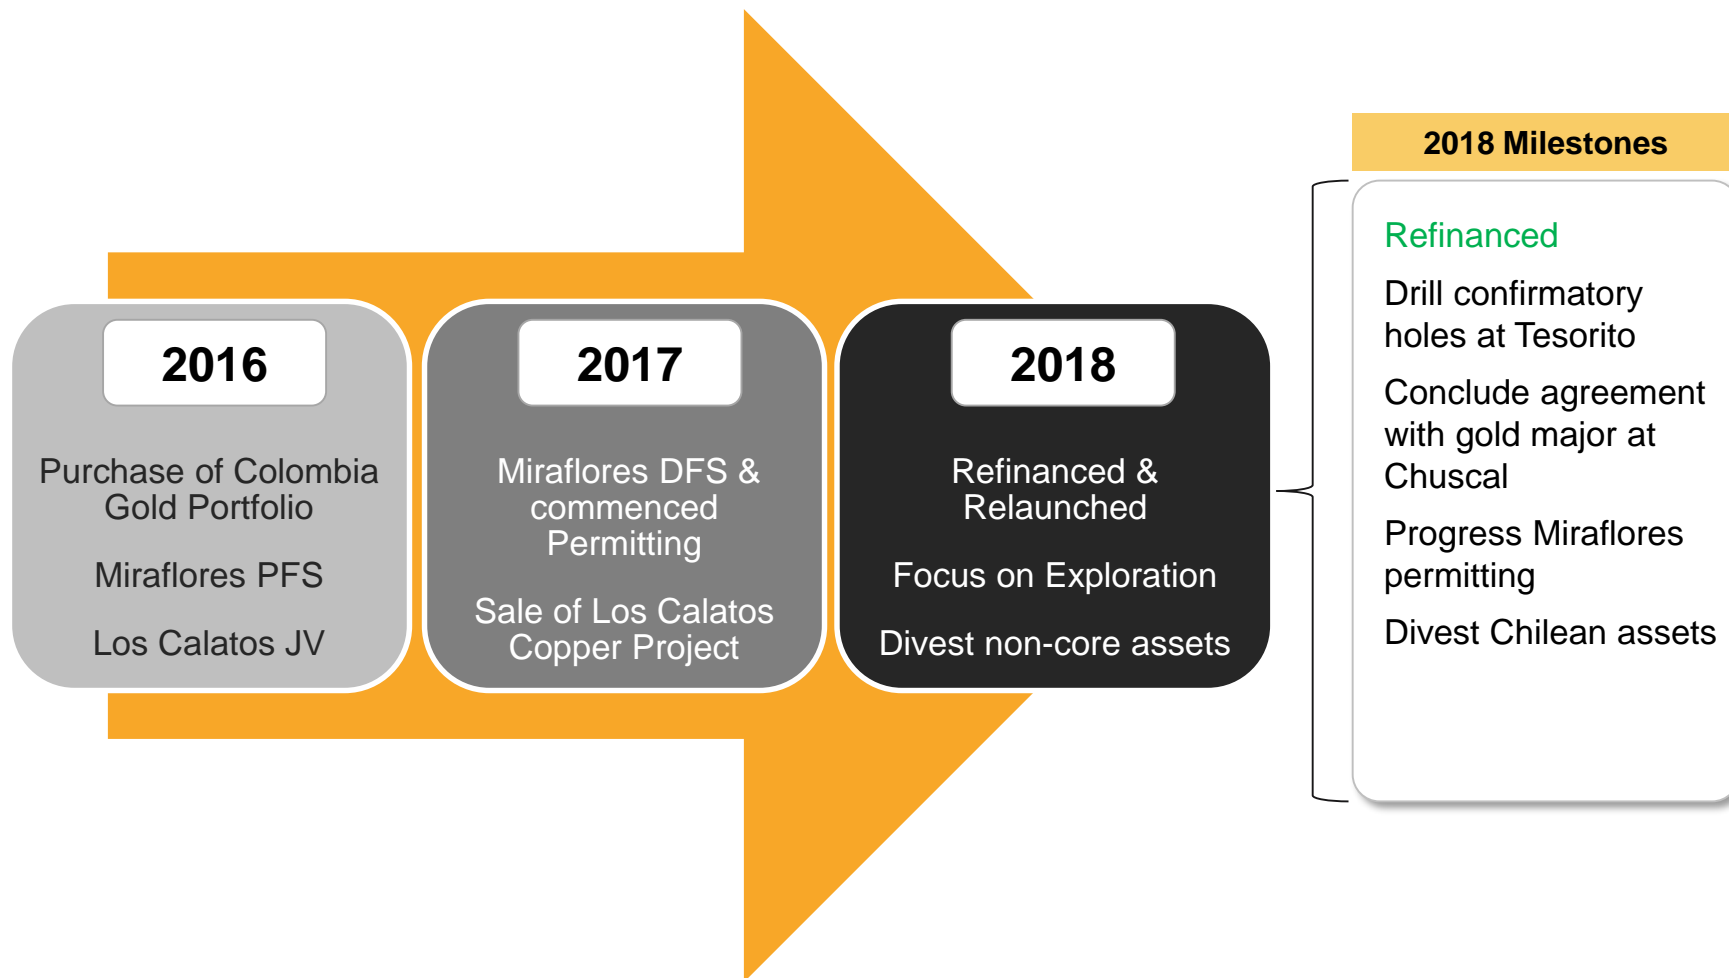 2016
Purchase of Colombia
Gold Portfolio
Miraflores PFS
Los Calatos JV
2017
Miraflores DFS &
commenced
Permitting
Sale of Los Calatos
Copper Project
2018
Refinanced &
Relaunched
Focus on Exploration
Divest non-core assets
2018 Milestones
Refinanced
Drill confirmatory
holes at Tesorito
Conclude agreement
with gold major at
Chuscal
Progress Miraflores
permitting
Divest Chilean assets